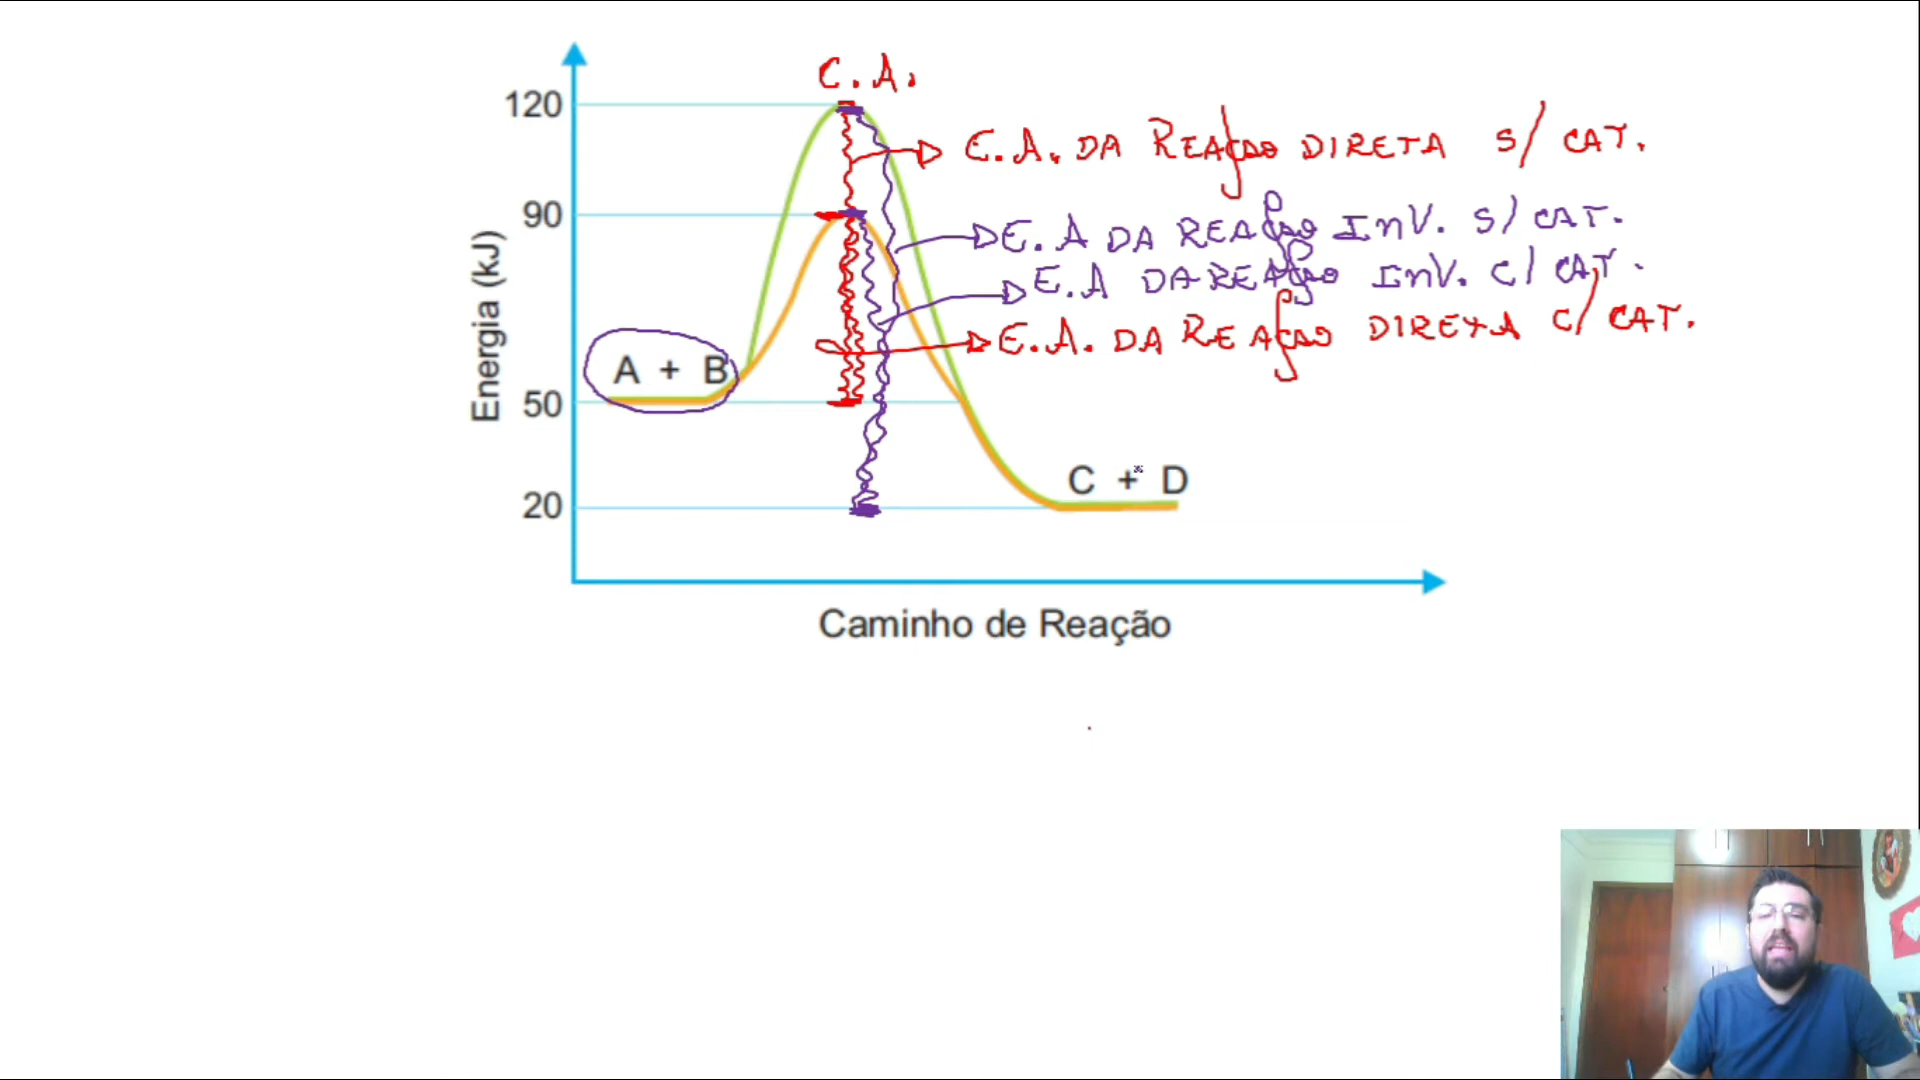 C.A.
120
E.A. DA REAÇÃO DIRETA S/ CAT.
90
E.A DA REAÇÃO INV. S/ CAT.
E.A DA REAÇÃO INV. C/ CAT.
E.A. DA REAÇÃO DIRETA C/ CAT.
Energia (kJ)
A + B
50
C + D
20
Caminho de Reação